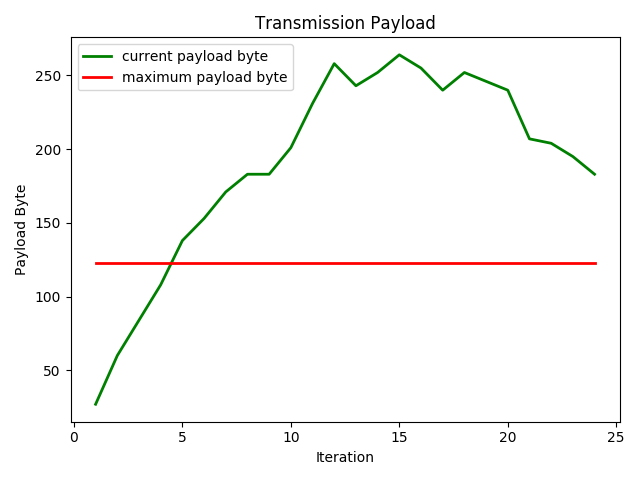 Transmission Payload
current payload byte
maximum payload byte
250
200
150
100
50
Payload Byte
0 5 10 15 20 25
Iteration